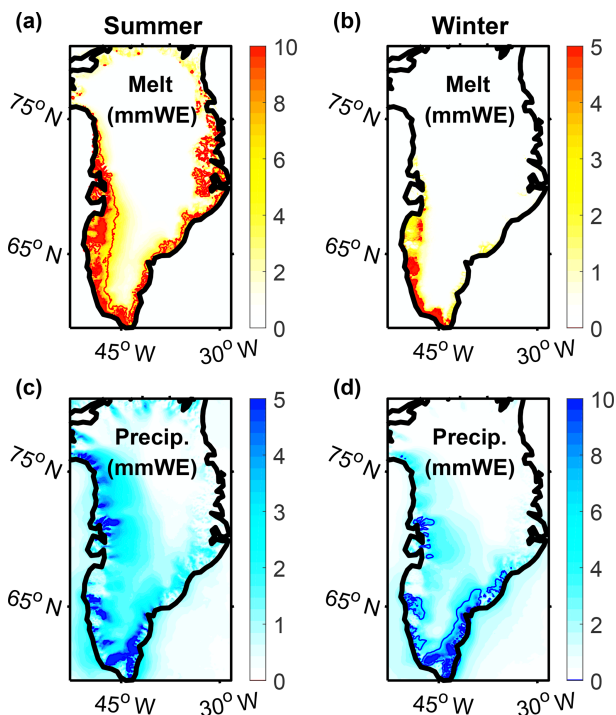 (a) Summer
(b) Winter
Melt
(mmWE)
75° N
65° N
45° W
30° W
10
8
6
4
2
0
Melt
(mmWE)
75° N
65° N
45° W
30° W
5
4
3
2
1
0
(c)
(d)
Precip.
(mmWE)
75° N
65° N
45° W
30° W
5
4
3
2
1
0
Precip.
(mmWE)
75° N
65° N
45° W
30° W
10
8
6
4
2
0